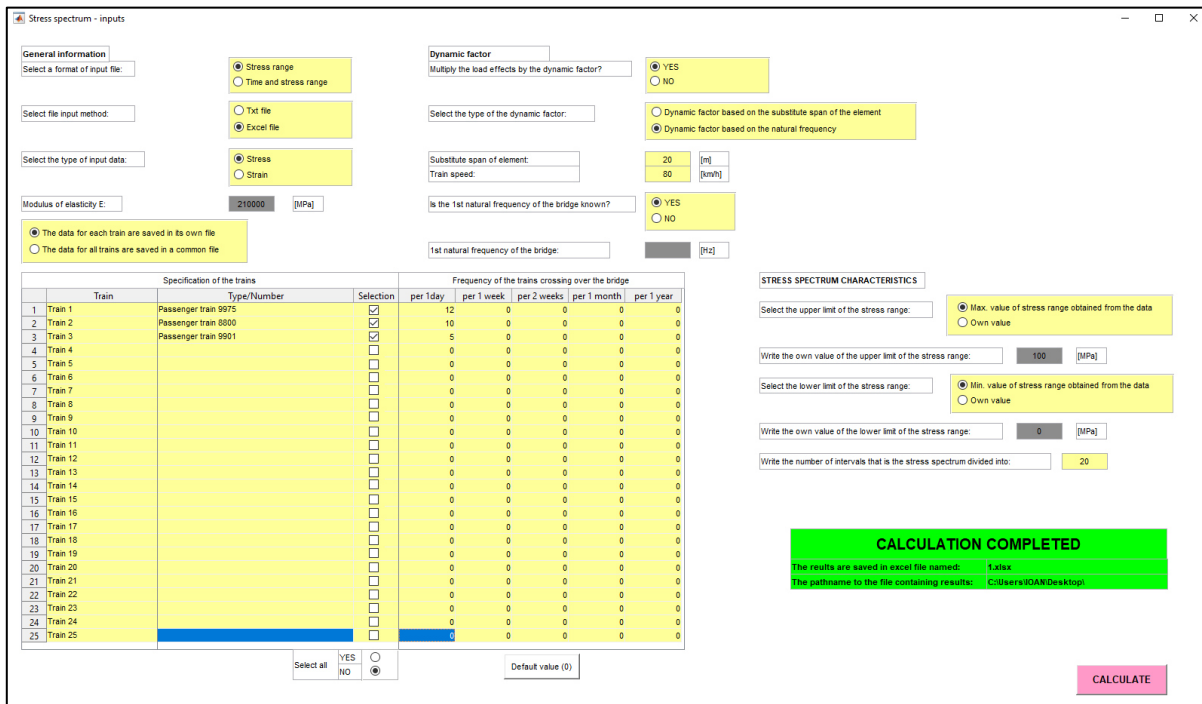 Stress spectrum - inputs
General information
Select a format of input file:
Stress range
Time and stress range
Select file input method:
Txt file
Excel file
Select the type of input data:
Stress
Strain
Modulus of elasticity E: 210000 [MPa]
The data for each train are saved in its own file
The data for all trains are saved in a common file
Dynamic factor
Multiply the load effects by the dynamic factor?
YES
NO
Select the type of the dynamic factor:
Dynamic factor based on the substitute span of the element
Dynamic factor based on the natural frequency
Substitute span of element: 20 [m]
Train speed: 80 [km/h]
Is the 1st natural frequency of the bridge known?
YES
NO
1st natural frequency of the bridge: [Hz]
Specification of the trains Frequency of the trains crossing over the bridge
Train Type/Number Selection per 1day per 1 week per 2 weeks per 1 month per 1 year
1 Train 1 Passenger train 9975 12 0 0 0 0
2 Train 2 Passenger train 8800 10 0 0 0 0
3 Train 3 Passenger train 9901 5 0 0 0 0
4 Train 4 0 0 0 0 0
5 Train 5 0 0 0 0 0
6 Train 6 0 0 0 0 0
7 Train 7 0 0 0 0 0
8 Train 8 0 0 0 0 0
9 Train 9 0 0 0 0 0
10 Train 10 0 0 0 0 0
11 Train 11 0 0 0 0 0
12 Train 12 0 0 0 0 0
13 Train 13 0 0 0 0 0
14 Train 14 0 0 0 0 0
15 Train 15 0 0 0 0 0
16 Train 16 0 0 0 0 0
17 Train 17 0 0 0 0 0
18 Train 18 0 0 0 0 0
19 Train 19 0 0 0 0 0
20 Train 20 0 0 0 0 0
21 Train 21 0 0 0 0 0
22 Train 22 0 0 0 0 0
23 Train 23 0 0 0 0 0
24 Train 24 0 0 0 0 0
25 Train 25 0 0 0 0 0
Select all
YES
NO
Default value (0)
STRESS SPECTRUM CHARACTERISTICS
Select the upper limit of the stress range:
Max. value of stress range obtained from the data
Own value
Write the own value of the upper limit of the stress range: 100 [MPa]
Select the lower limit of the stress range:
Min. value of stress range obtained from the data
Own value
Write the own value of the lower limit of the stress range: 0 [MPa]
Write the number of intervals that is the stress spectrum divided into: 20
CALCULATION COMPLETED
The reults are saved in excel file named: 1.xlsx
The pathname to the file containing results: C:\Users\IOAN\Desktop\
CALCULATE